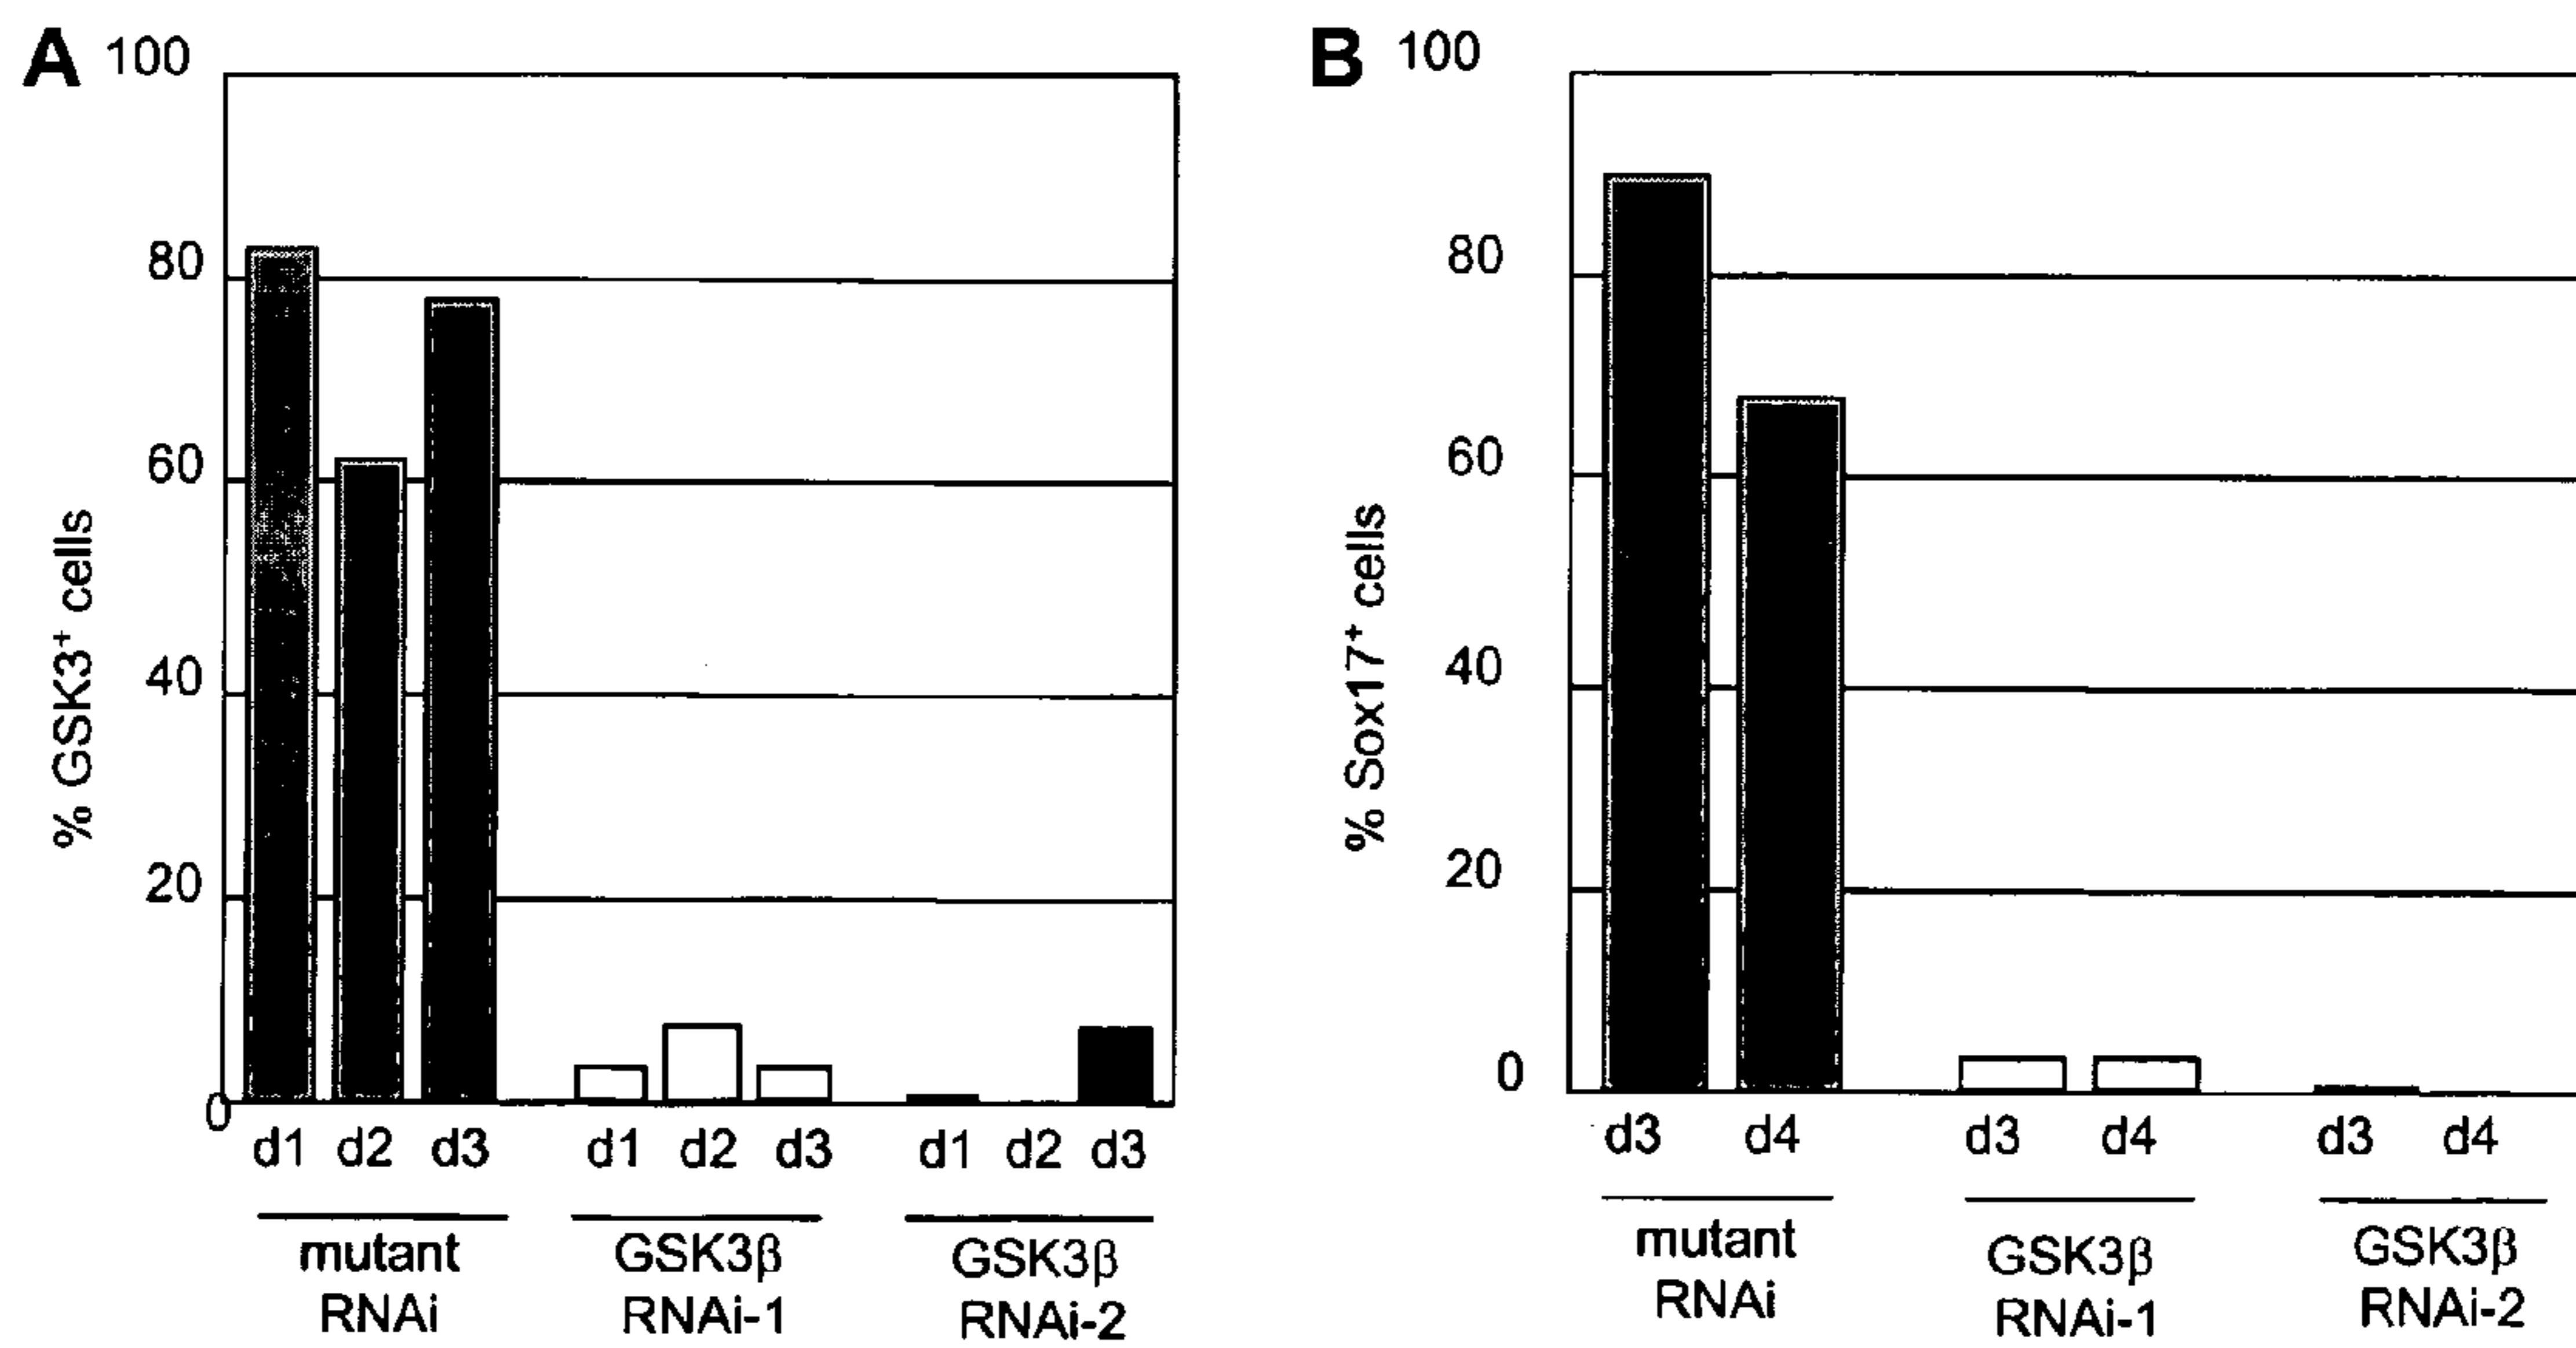 A
100
80
60
40
20
0
% GSK3⁺ cells
d1 d2 d3 d1 d2 d3 d1 d2 d3
mutant
RNAi
GSK3β
RNAi-1
GSK3β
RNAi-2
B
100
80
60
40
20
0
% Sox17⁺ cells
d3 d4 d3 d4 d3 d4
mutant
RNAi
GSK3β
RNAi-1
GSK3β
RNAi-2